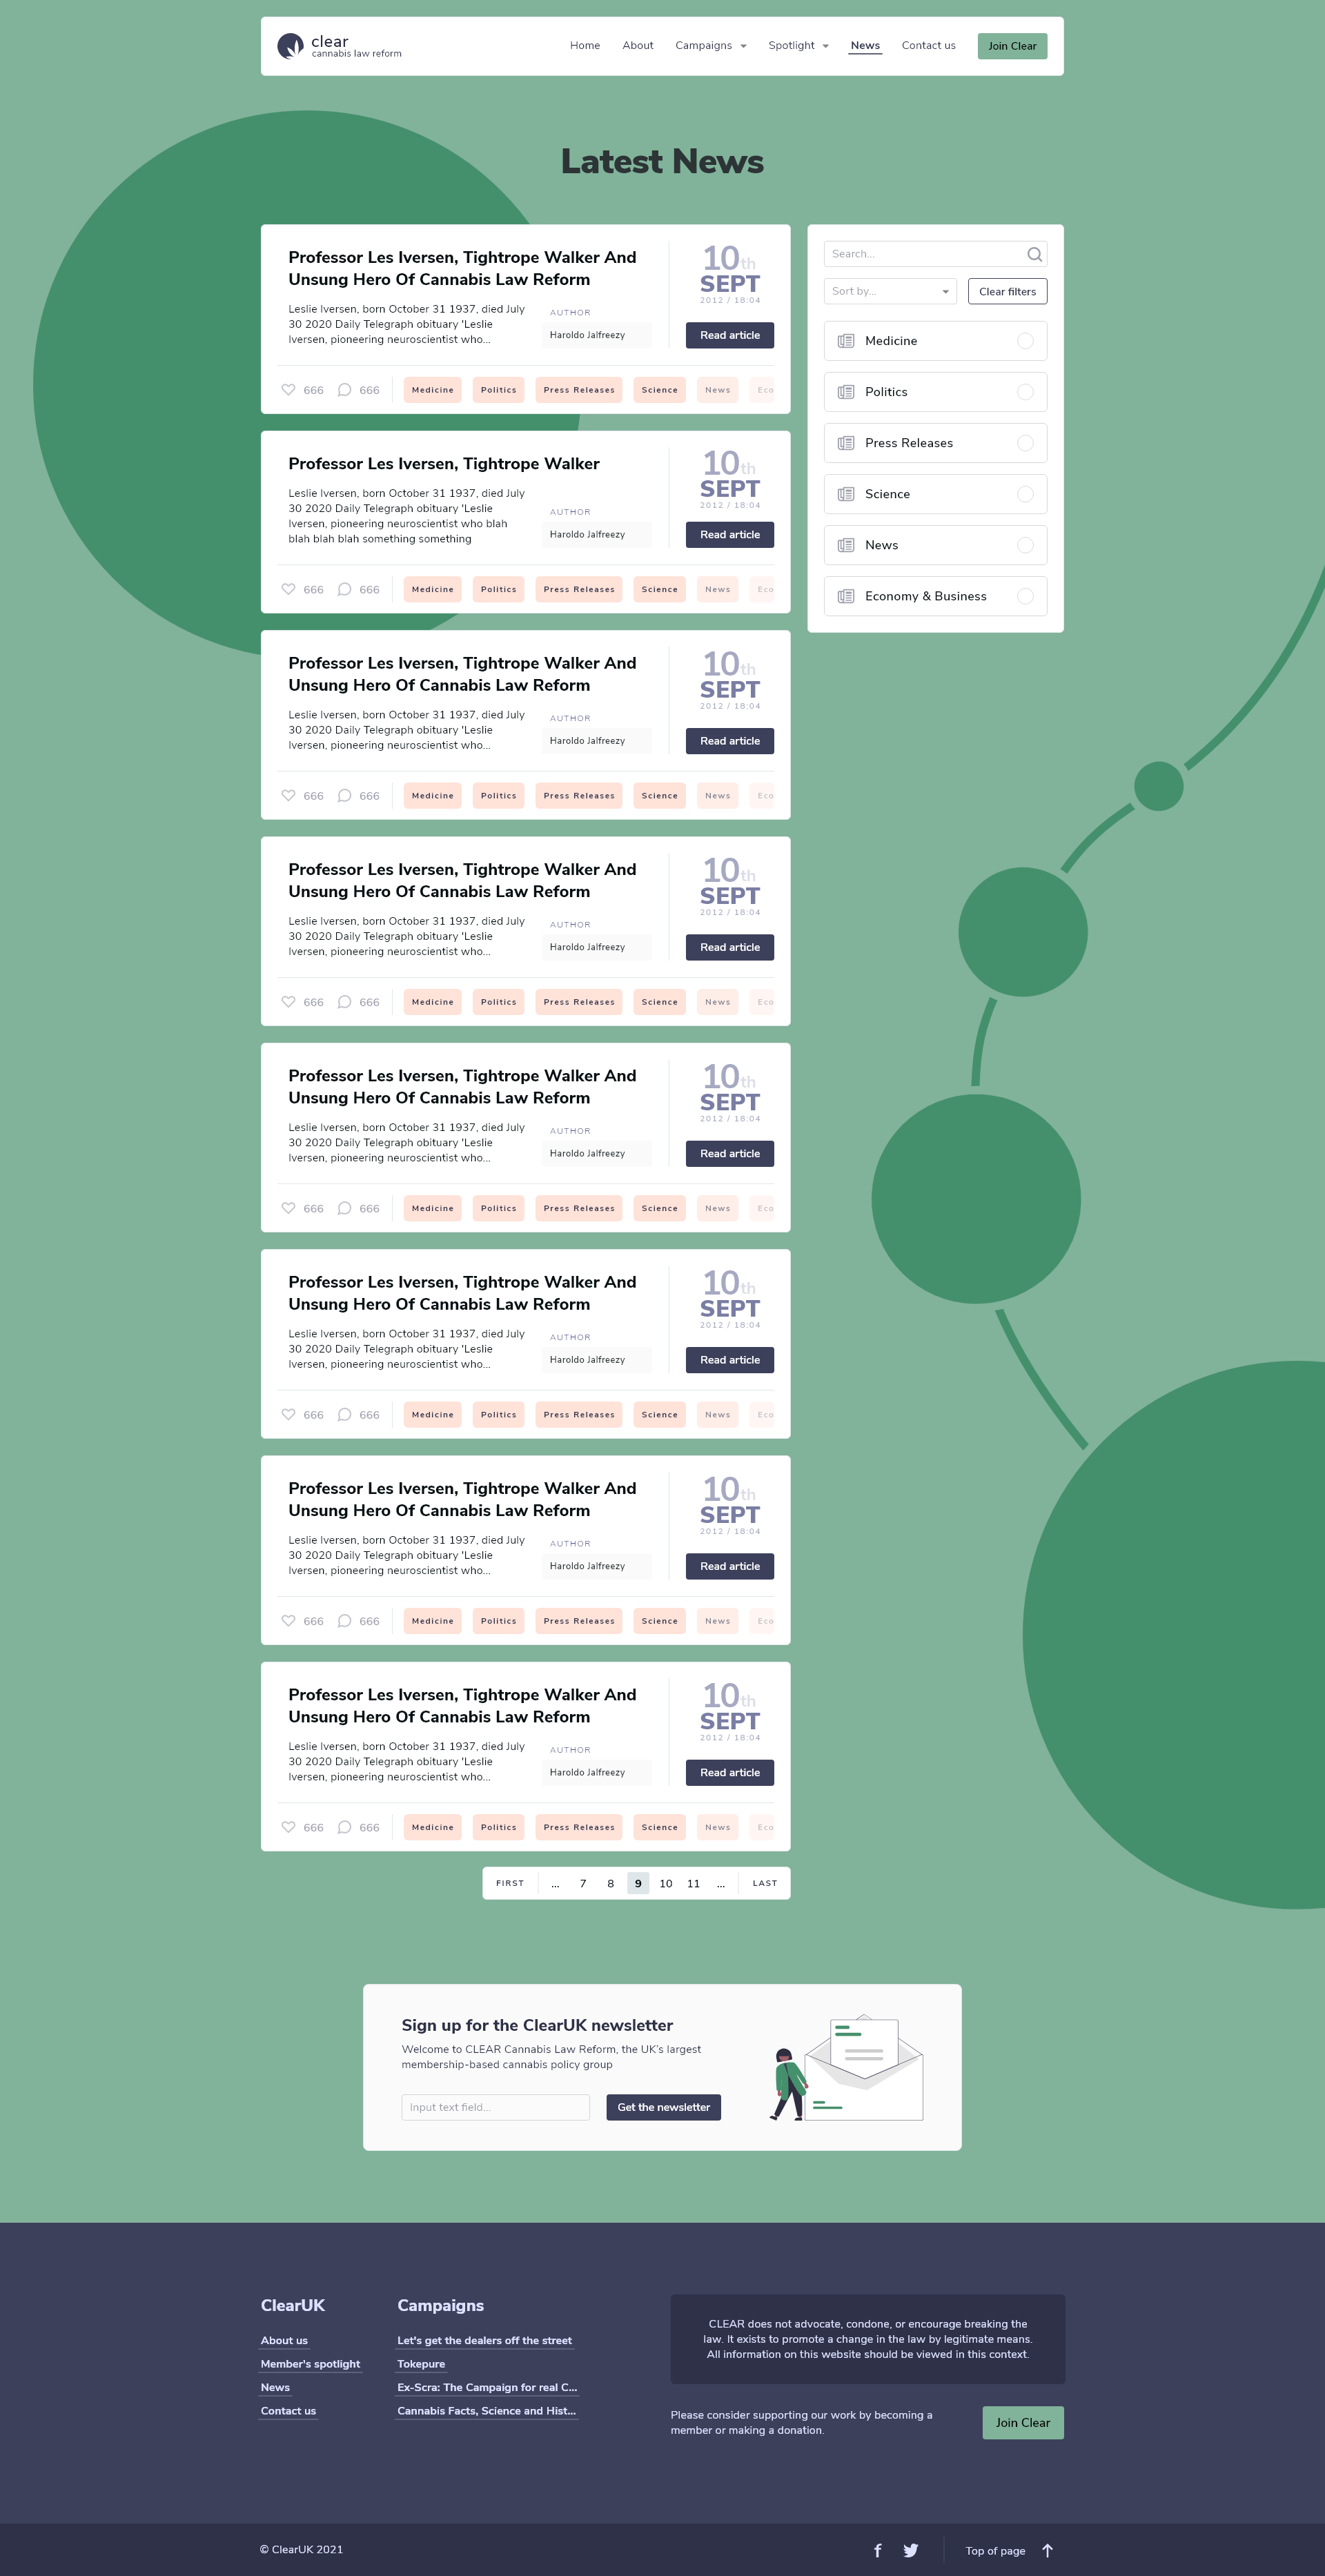 clear
cannabis law reform
Home About Campaigns Spotlight News Contact us Join Clear
Latest News
Professor Les Iversen, Tightrope Walker And
Unsung Hero Of Cannabis Law Reform
Leslie Iversen, born October 31 1937, died July
30 2020 Daily Telegraph obituary 'Leslie
Iversen, pioneering neuroscientist who...
AUTHOR
Haroldo Jalfreezy
10th
SEPT
2012 / 18:04
Read article
666 666 Medicine Politics Press Releases Science News Eco
Professor Les Iversen, Tightrope Walker
Leslie Iversen, born October 31 1937, died July
30 2020 Daily Telegraph obituary 'Leslie
Iversen, pioneering neuroscientist who blah
blah blah blah something something
AUTHOR
Haroldo Jalfreezy
10th
SEPT
2012 / 18:04
Read article
666 666 Medicine Politics Press Releases Science News Eco
Professor Les Iversen, Tightrope Walker And
Unsung Hero Of Cannabis Law Reform
Leslie Iversen, born October 31 1937, died July
30 2020 Daily Telegraph obituary 'Leslie
Iversen, pioneering neuroscientist who...
AUTHOR
Haroldo Jalfreezy
10th
SEPT
2012 / 18:04
Read article
666 666 Medicine Politics Press Releases Science News Eco
Professor Les Iversen, Tightrope Walker And
Unsung Hero Of Cannabis Law Reform
Leslie Iversen, born October 31 1937, died July
30 2020 Daily Telegraph obituary 'Leslie
Iversen, pioneering neuroscientist who...
AUTHOR
Haroldo Jalfreezy
10th
SEPT
2012 / 18:04
Read article
666 666 Medicine Politics Press Releases Science News Eco
Professor Les Iversen, Tightrope Walker And
Unsung Hero Of Cannabis Law Reform
Leslie Iversen, born October 31 1937, died July
30 2020 Daily Telegraph obituary 'Leslie
Iversen, pioneering neuroscientist who...
AUTHOR
Haroldo Jalfreezy
10th
SEPT
2012 / 18:04
Read article
666 666 Medicine Politics Press Releases Science News Eco
Professor Les Iversen, Tightrope Walker And
Unsung Hero Of Cannabis Law Reform
Leslie Iversen, born October 31 1937, died July
30 2020 Daily Telegraph obituary 'Leslie
Iversen, pioneering neuroscientist who...
AUTHOR
Haroldo Jalfreezy
10th
SEPT
2012 / 18:04
Read article
666 666 Medicine Politics Press Releases Science News Eco
Professor Les Iversen, Tightrope Walker And
Unsung Hero Of Cannabis Law Reform
Leslie Iversen, born October 31 1937, died July
30 2020 Daily Telegraph obituary 'Leslie
Iversen, pioneering neuroscientist who...
AUTHOR
Haroldo Jalfreezy
10th
SEPT
2012 / 18:04
Read article
666 666 Medicine Politics Press Releases Science News Eco
Professor Les Iversen, Tightrope Walker And
Unsung Hero Of Cannabis Law Reform
Leslie Iversen, born October 31 1937, died July
30 2020 Daily Telegraph obituary 'Leslie
Iversen, pioneering neuroscientist who...
AUTHOR
Haroldo Jalfreezy
10th
SEPT
2012 / 18:04
Read article
666 666 Medicine Politics Press Releases Science News Eco
FIRST ... 7 8 9 10 11 ... LAST
Search...
Sort by... Clear filters
Medicine
Politics
Press Releases
Science
News
Economy & Business
Sign up for the ClearUK newsletter
Welcome to CLEAR Cannabis Law Reform, the UK's largest
membership-based cannabis policy group
Input text field... Get the newsletter
ClearUK
About us
Member's spotlight
News
Contact us
Campaigns
Let's get the dealers off the street
Tokepure
Ex-Scra: The Campaign for real C...
Cannabis Facts, Science and Hist...
CLEAR does not advocate, condone, or encourage breaking the
law. It exists to promote a change in the law by legitimate means.
All information on this website should be viewed in this context.
Please consider supporting our work by becoming a
member or making a donation.
Join Clear
© ClearUK 2021
Top of page